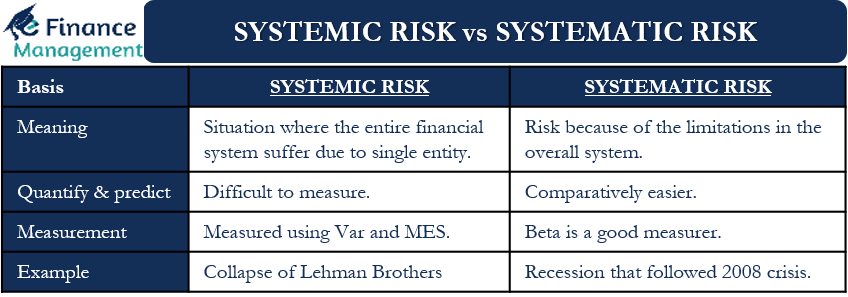 e Finance
Management
SYSTEMIC RISK vs SYSTEMATIC RISK
Basis
SYSTEMIC RISK
SYSTEMATIC RISK
Meaning
Situation where the entire financial
system suffer due to single entity.
Risk because of the limitations in the
overall system.
Quantify & predict
Difficult to measure.
Comparatively easier.
Measurement
Measured using Var and MES.
Beta is a good measurer.
Example
Collapse of Lehman Brothers
Recession that followed 2008 crisis.